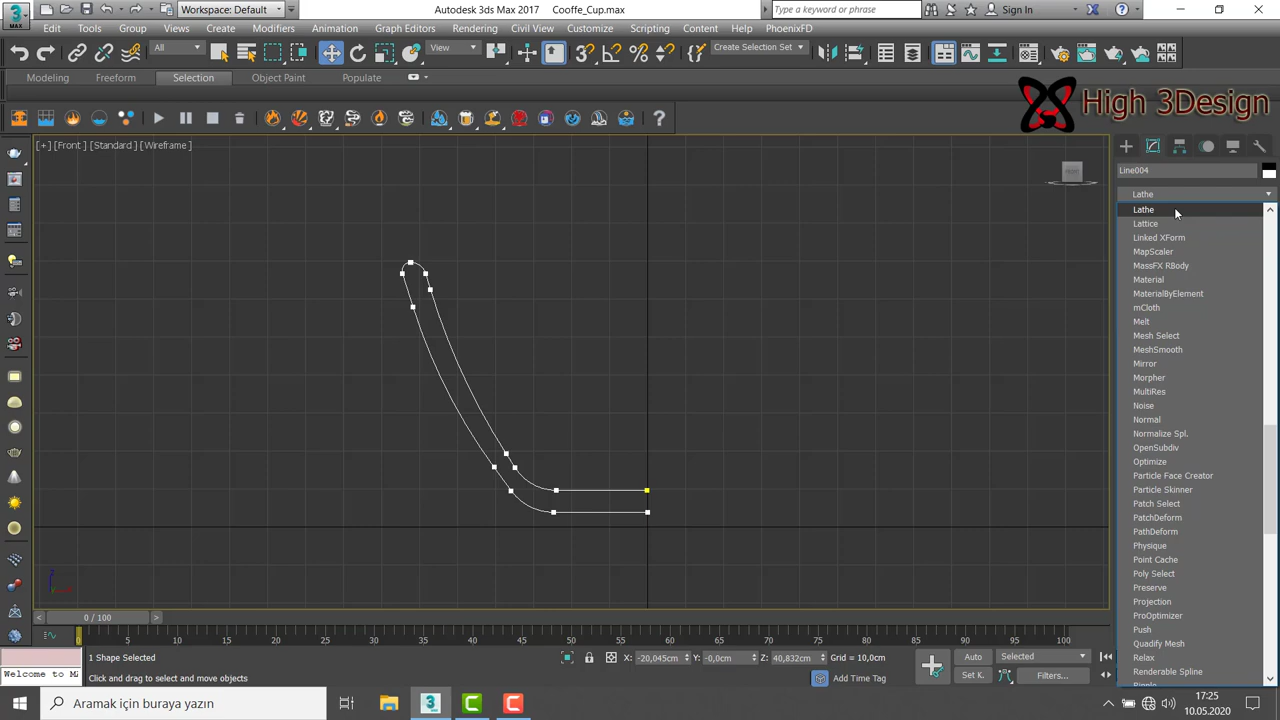 3
MAX
Workspace: Default
Autodesk 3ds Max 2017 Cooffe_Cup.max
Type a keyword or phrase
Sign In
Edit Tools Group Views Create Modifiers Animation Graph Editors Rendering Civil View Customize Scripting Content Help PhoenixFD
All
View
Create Selection Set
Modeling Freeform Selection Object Paint Populate
High 3Design
[+] [Front] [Standard] [Wireframe]
Line004
Lathe
Lathe
Lattice
Linked XForm
MapScaler
MassFX RBody
Material
MaterialByElement
mCloth
Melt
Mesh Select
MeshSmooth
Mirror
Morpher
MultiRes
Noise
Normal
Normalize Spl.
OpenSubdiv
Optimize
Particle Face Creator
Particle Skinner
Patch Select
PatchDeform
PathDeform
Physique
Point Cache
Poly Select
Preserve
Projection
ProOptimizer
Push
Quadify Mesh
Relax
Renderable Spline
z
0 / 100
0 5 10 15 20 25 30 35 40 45 50 55 60 65 70 75 80 85 90 95 100
1 Shape Selected
X: -20,045cm Y: -0,0cm Z: 40,832cm Grid = 10,0cm
Auto Selected
Welcome to M
Click and drag to select and move objects
Add Time Tag
Set K. Filters...
Aramak için buraya yazın
17:25
10.05.2020